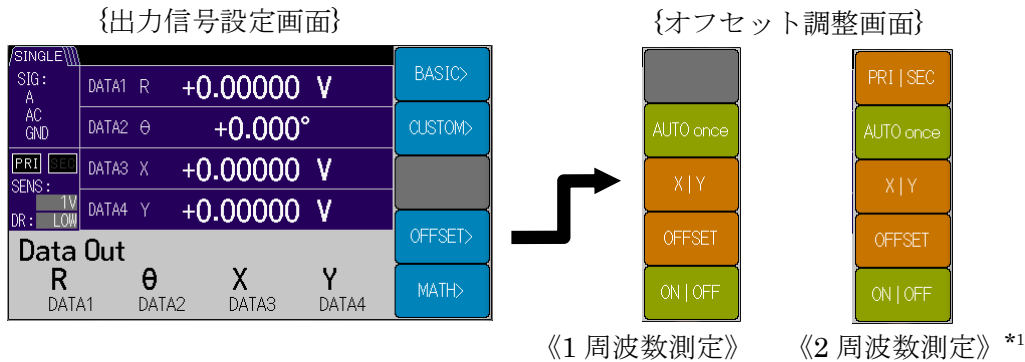 {出力信号設定画面}
{オフセット調整画面}
SINGLE
SIG:
A
AC
GND
PRI SEC
SENS:
1V
DR: LOW
DATA1 R +0.00000 V
DATA2 θ +0.000°
DATA3 X +0.00000 V
DATA4 Y +0.00000 V
Data Out
R θ X Y
DATA1 DATA2 DATA3 DATA4
BASIC>
CUSTOM>
OFFSET>
MATH>
AUTO once
X|Y
OFFSET
ON|OFF
PRI|SEC
AUTO once
X|Y
OFFSET
ON|OFF
《1 周波数測定》
《2 周波数測定》*1